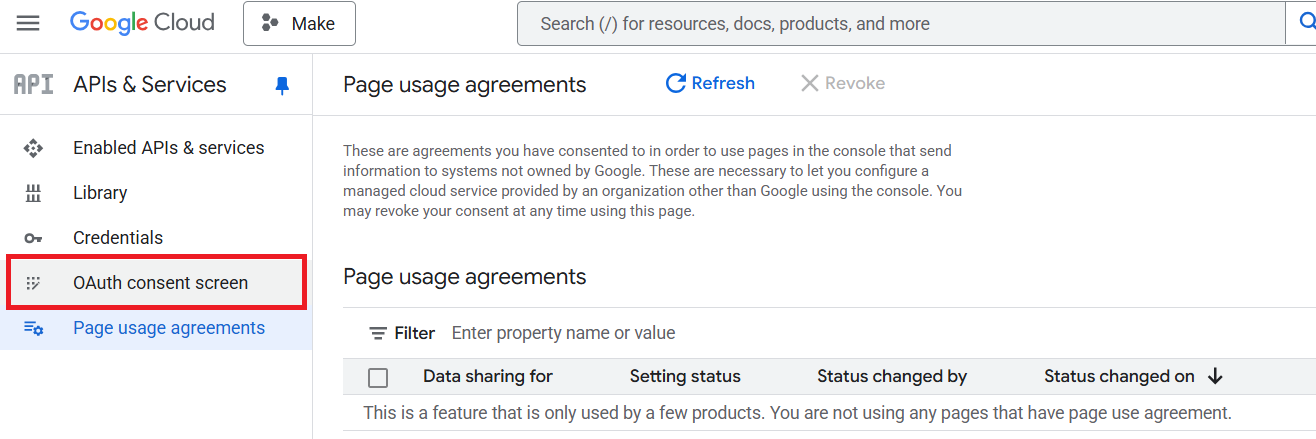 Google Cloud
Make
Search (/) for resources, docs, products, and more
API
APIs & Services
Enabled APIs & services
Library
Credentials
OAuth consent screen
Page usage agreements
Page usage agreements
Refresh
Revoke
These are agreements you have consented to in order to use pages in the console that send
information to systems not owned by Google. These are necessary to let you configure a
managed cloud service provided by an organization other than Google using the console. You
may revoke your consent at any time using this page.
Page usage agreements
Filter Enter property name or value
Data sharing for Setting status Status changed by Status changed on
This is a feature that is only used by a few products. You are not using any pages that have page use agreement.